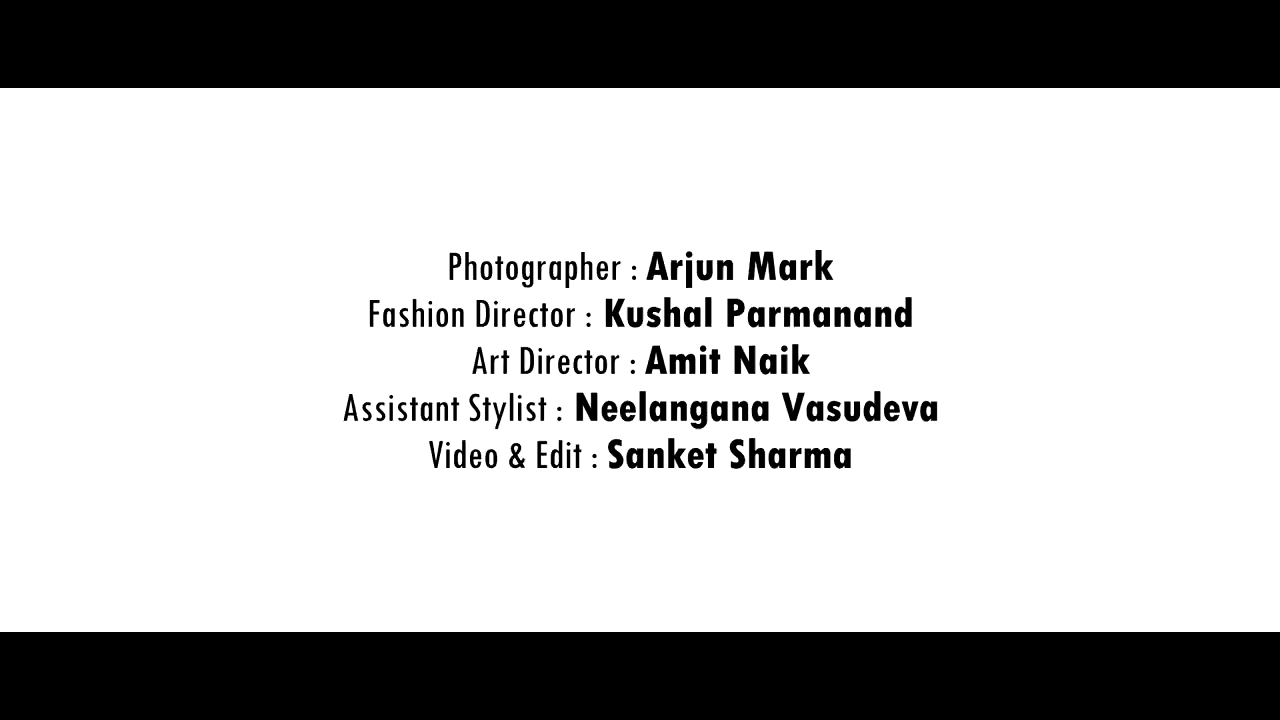 Photographer : Arjun Mark
Fashion Director : Kushal Parmanand
Art Director : Amit Naik
Assistant Stylist : Neelangana Vasudeva
Video & Edit : Sanket Sharma